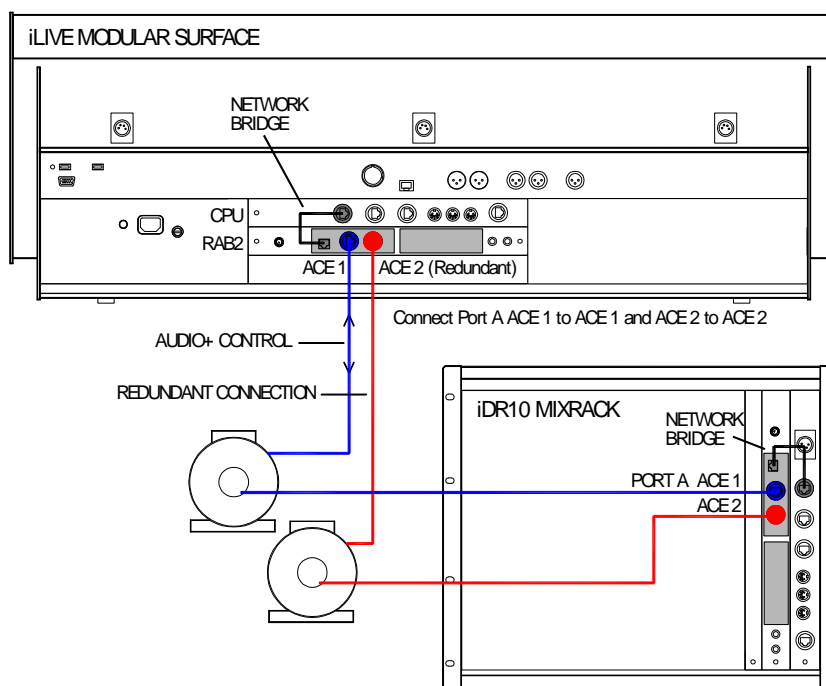 iLIVE MODULAR SURFACE
NETWORK
BRIDGE
CPU
RAB2
ACE 1
ACE 2 (Redundant)
Connect Port A ACE 1 to ACE 1 and ACE 2 to ACE 2
AUDIO+ CONTROL
REDUNDANT CONNECTION
iDR10 MIXRACK
NETWORK
BRIDGE
PORT A ACE 1
ACE 2